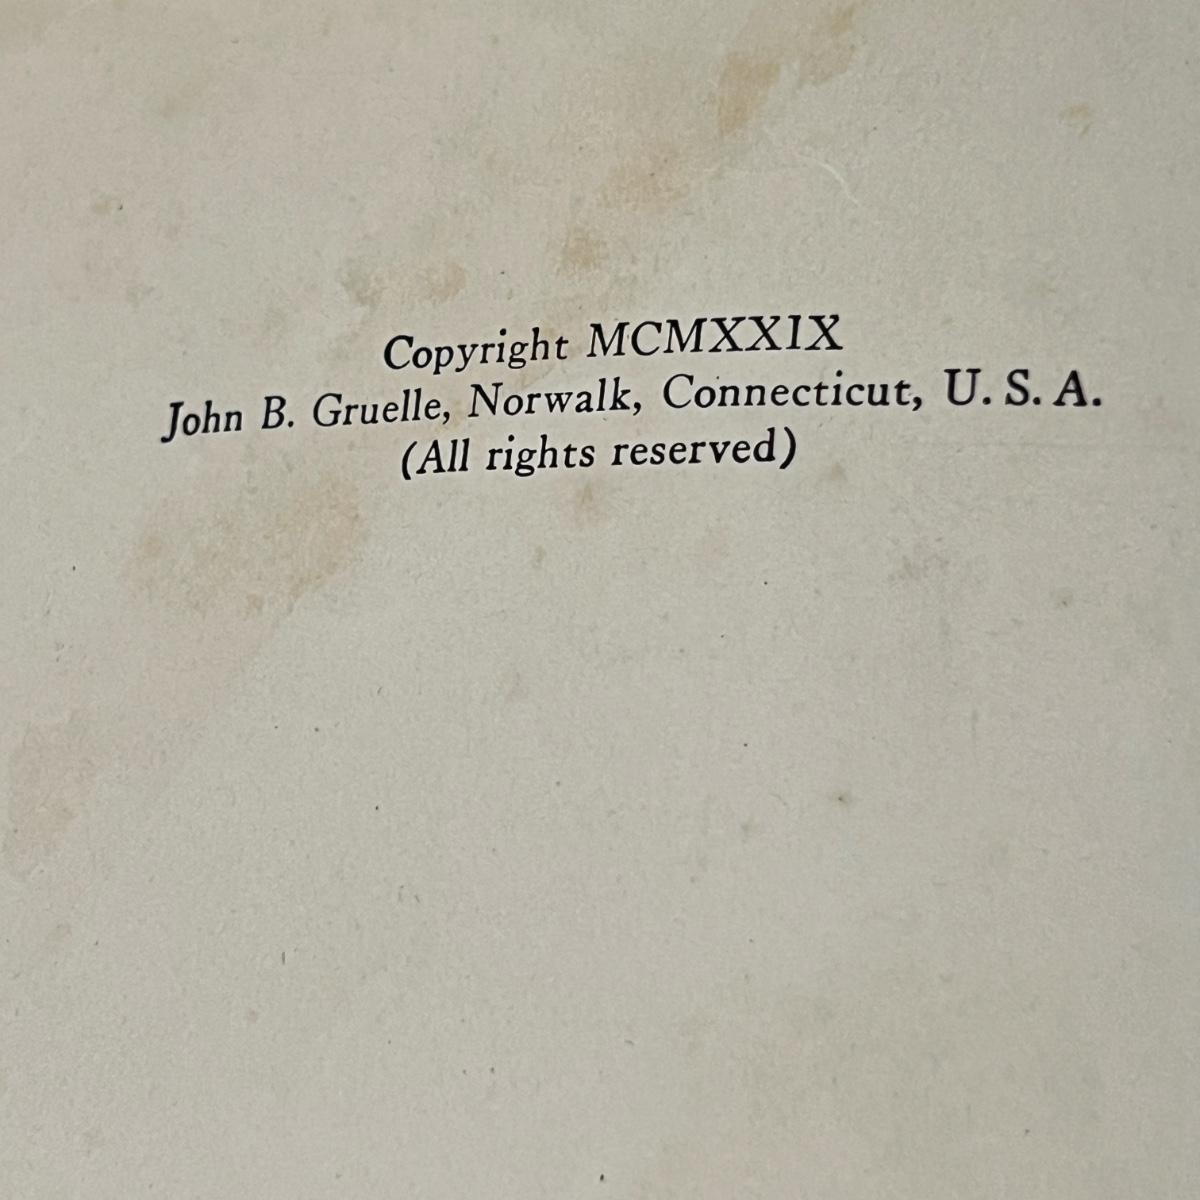 Copyright MCMXXIX
John B. Gruelle, Norwalk, Connecticut, U. S. A.
(All rights reserved)